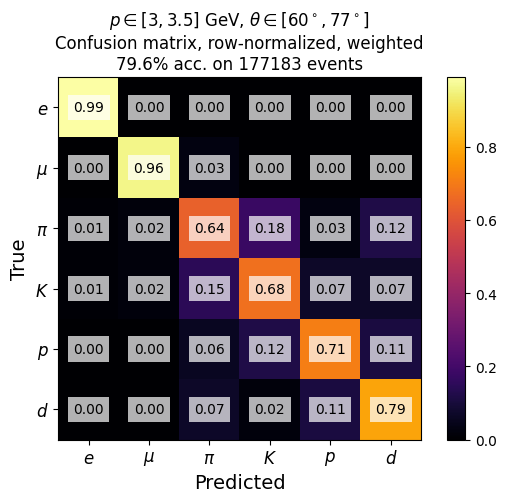 p ∈ [3, 3.5] GeV, θ ∈ [60°, 77°]
Confusion matrix, row-normalized, weighted
79.6% acc. on 177183 events
e 0.99 0.00 0.00 0.00 0.00 0.00
μ 0.00 0.96 0.03 0.00 0.00 0.00
π 0.01 0.02 0.64 0.18 0.03 0.12
K 0.01 0.02 0.15 0.68 0.07 0.07
p 0.00 0.00 0.06 0.12 0.71 0.11
d 0.00 0.00 0.07 0.02 0.11 0.79
e μ π K p d
Predicted
True
0.8
0.6
0.4
0.2
0.0